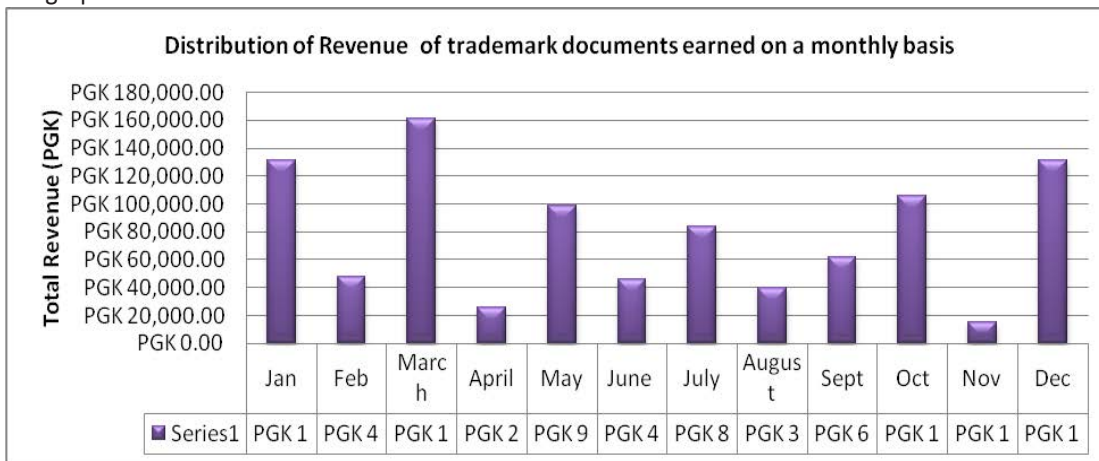 Distribution of Revenue of trademark documents earned on a monthly basis
Total Revenue (PGK)
PGK 180,000.00
PGK 160,000.00
PGK 140,000.00
PGK 120,000.00
PGK 100,000.00
PGK 80,000.00
PGK 60,000.00
PGK 40,000.00
PGK 20,000.00
PGK 0.00
Jan Feb March April May June July August Sept Oct Nov Dec
Series1 PGK 1 PGK 4 PGK 1 PGK 2 PGK 9 PGK 4 PGK 8 PGK 3 PGK 6 PGK 1 PGK 1 PGK 1